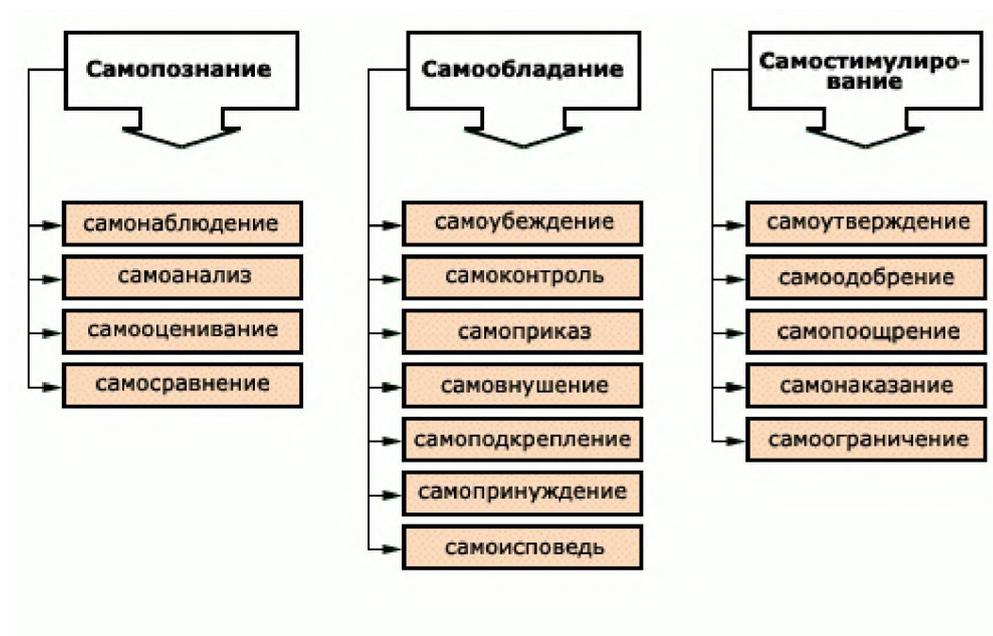 Самопознание
самонаблюдение
самоанализ
самооценивание
самосравнение
Самообладание
самоубеждение
самоконтроль
самоприказ
самовнушение
самоподкрепление
самопринуждение
самоисповедь
Самостимулиро-
вание
самоутверждение
самоодобрение
самопоощрение
самонаказание
самоограничение